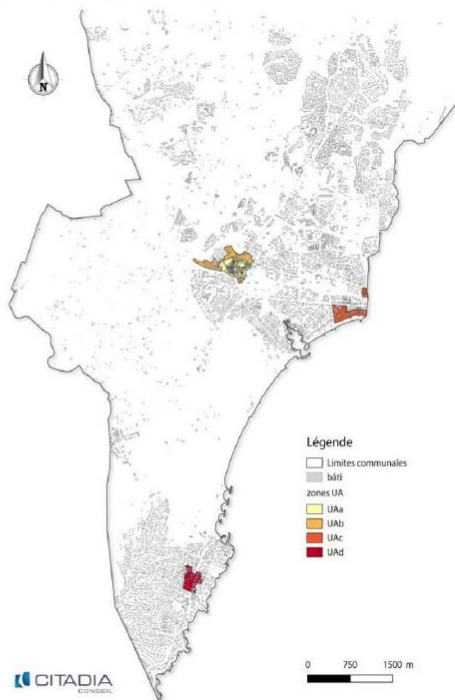 N
Légende
Limites communales
bâti
zones UA
UAa
UAb
UAc
UAd
0 750 1500 m
CITADIA
CONSEIL